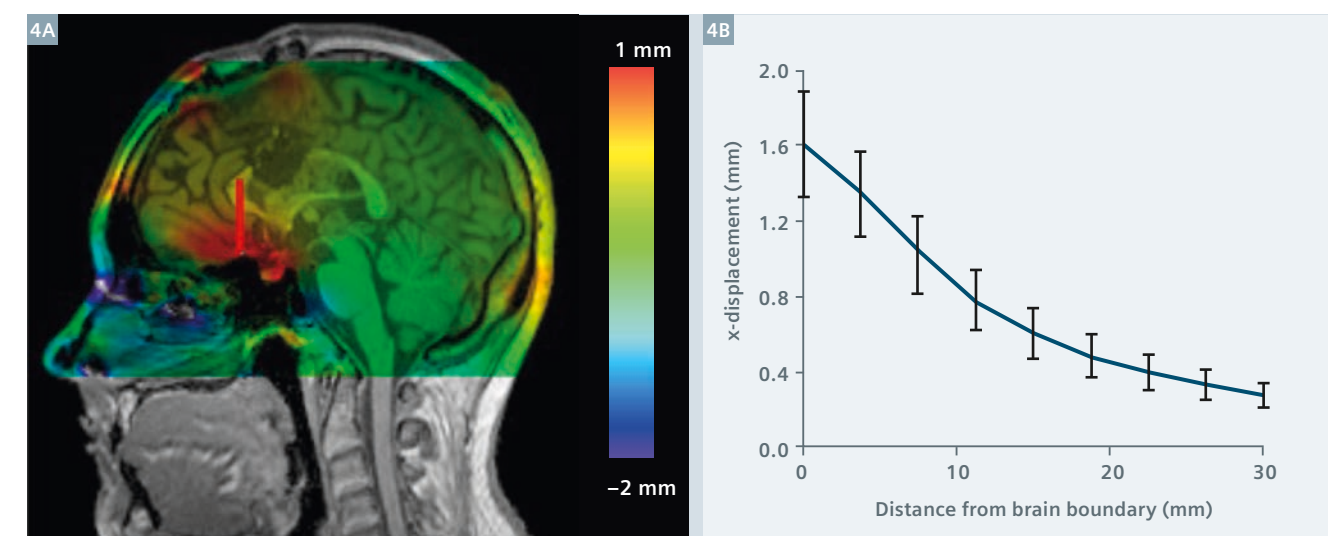 4A
1 mm
−2 mm
4B
x-displacement (mm)
2.0
1.6
1.2
0.8
0.4
0.0
0 10 20 30
Distance from brain boundary (mm)